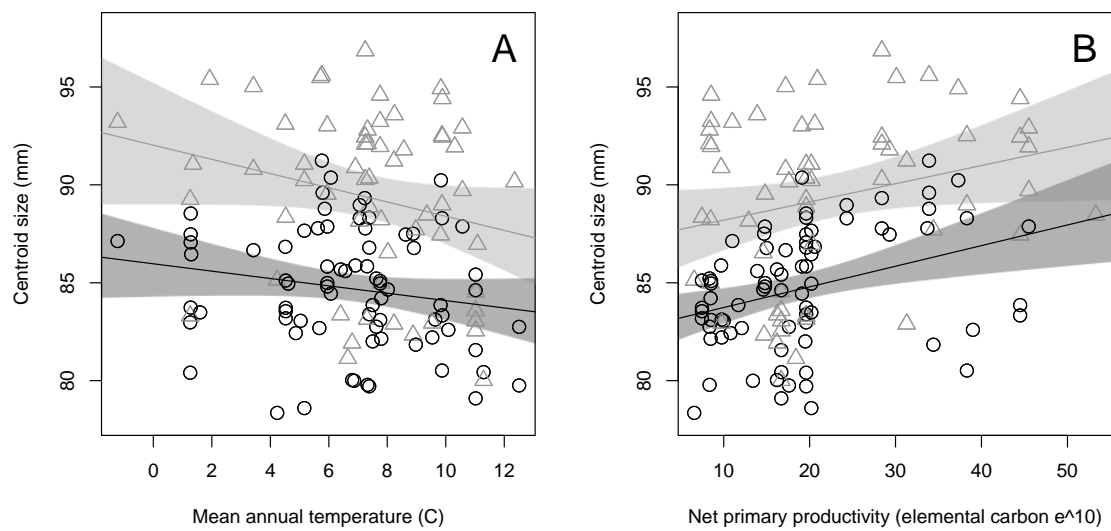 A
Centroid size (mm)
95
90
85
80
0 2 4 6 8 10 12
Mean annual temperature (C)
B
Centroid size (mm)
95
90
85
80
10 20 30 40 50
Net primary productivity (elemental carbon e^10)